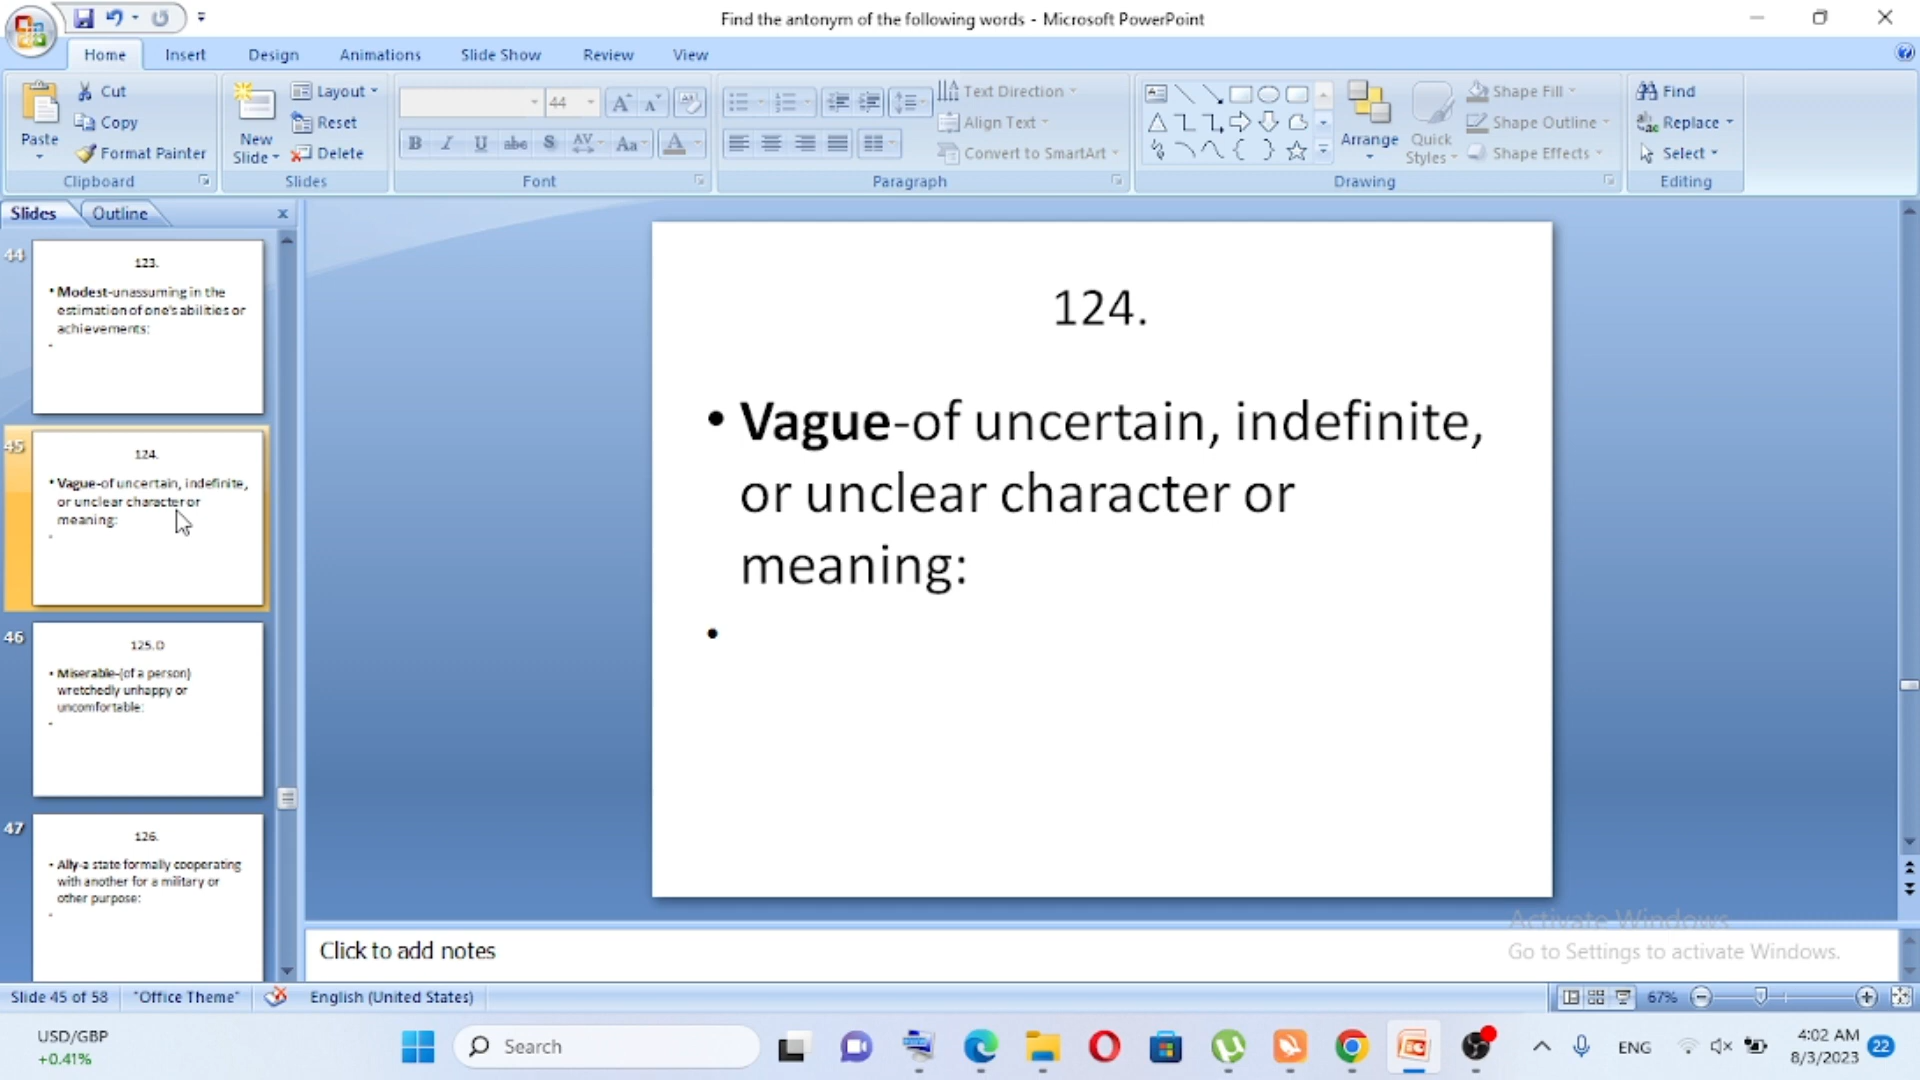 Find the antonym of the following words - Microsoft PowerPoint
Home Insert Design Animations Slide Show Review View
Paste
Cut
Copy
Format Painter
Clipboard
New Slide
Layout
Reset
Delete
Slides
44
B I U abc S AV Aa A
Font
Paragraph
Text Direction
Align Text
Convert to SmartArt
Drawing
Arrange
Quick Styles
Shape Fill
Shape Outline
Shape Effects
Find
Replace
Select
Editing
Slides Outline x
44
123.
• Modest-unassuming in the
estimation of one's abilities or
achievements:
45
124.
• Vague-of uncertain, indefinite,
or unclear character or
meaning:
46
125.D
• Miserable-(of a person)
wretchedly unhappy or
uncomfortable:
47
126.
• Ally-a state formally cooperating
with another for a military or
other purpose:
124.
• Vague-of uncertain, indefinite,
or unclear character or
meaning:
•
Click to add notes
Activate Windows
Go to Settings to activate Windows.
Slide 45 of 58 "Office Theme" English (United States) 67%
USD/GBP
+0.41%
Search
ENG
4:02 AM
8/3/2023
22